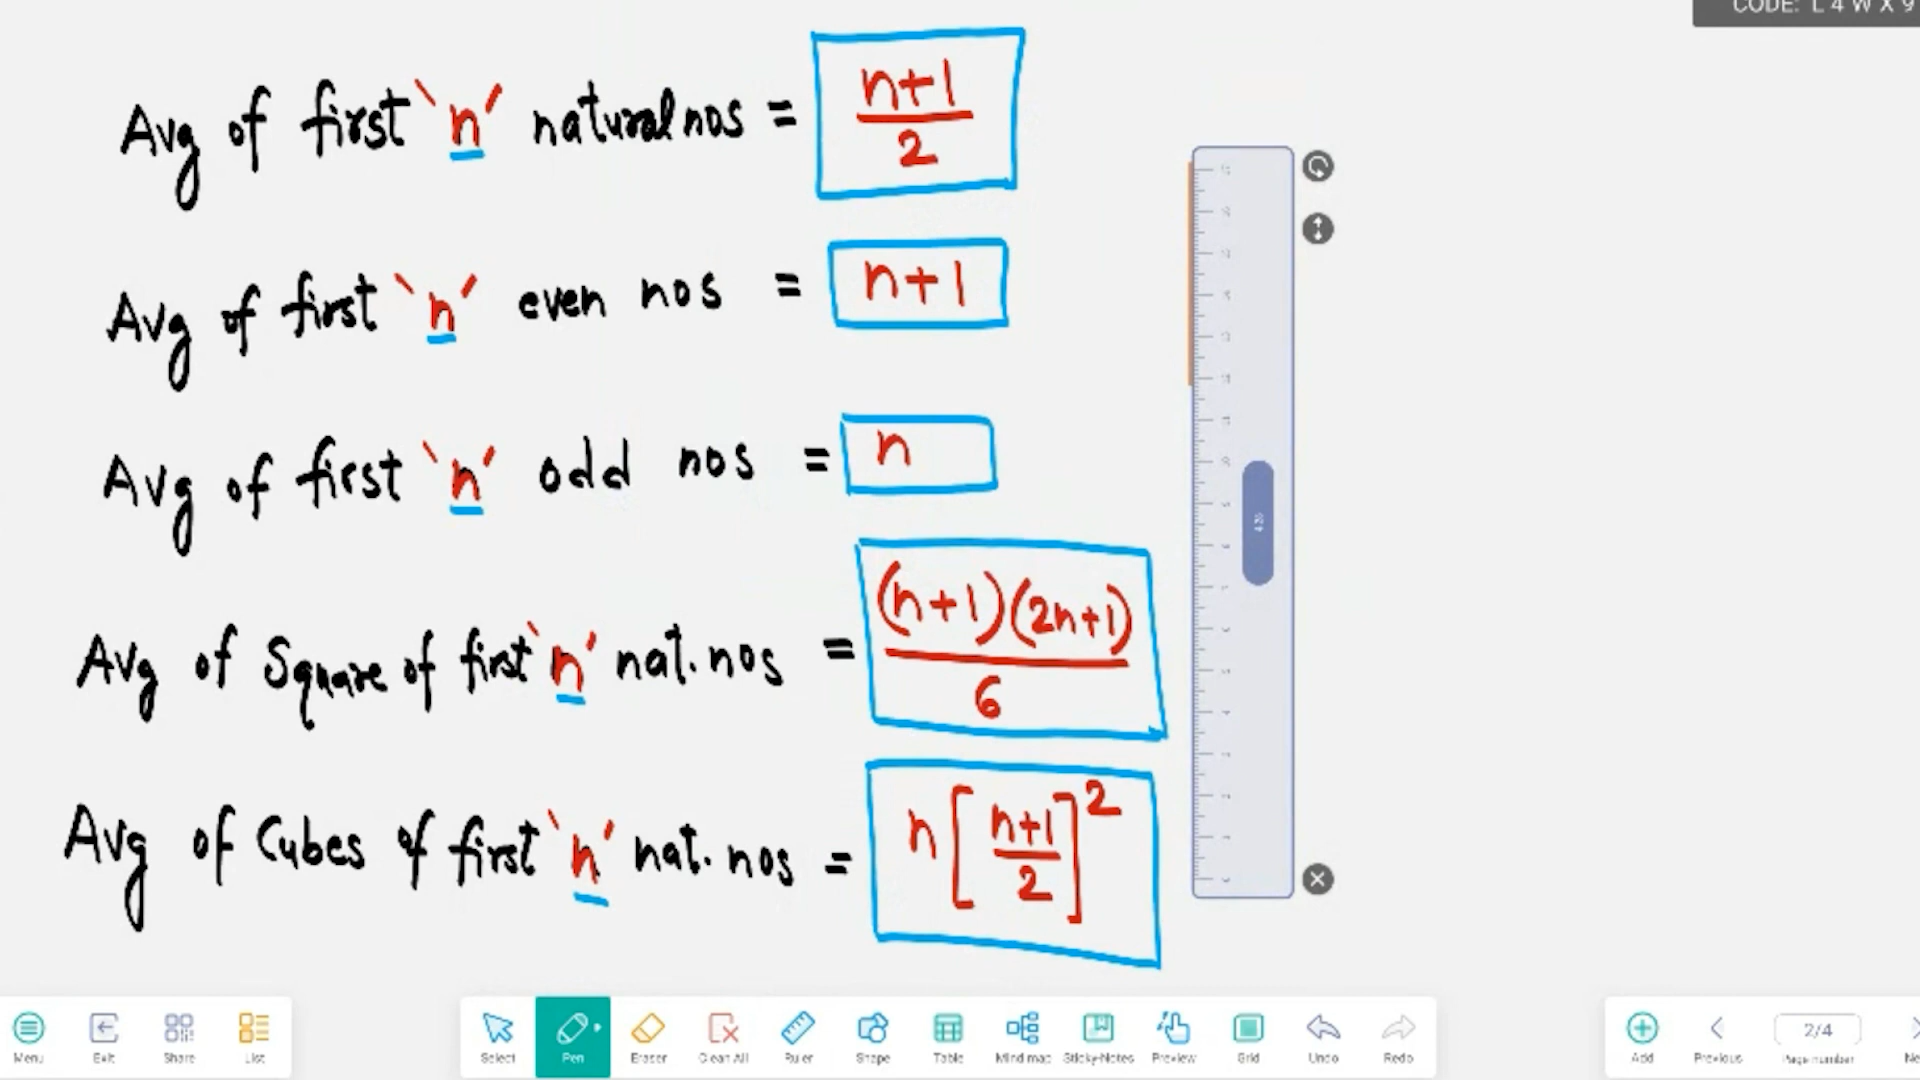 CODE: L 4 W X 9
Avg of first 'n' natural nos = n+1/2
Avg of first 'n' even nos = n+1
Avg of first 'n' odd nos = n
Avg of Square of first 'n' nat. nos = (n+1)(2n+1)/6
Avg of Cubes of first 'n' nat. nos = n[n+1/2]²
Menu Exit Share List Select Pen Eraser Clean All Ruler Shape Table Mind map Sticky-Notes Preview Grid Undo Redo Add Previous 2/4 Page number